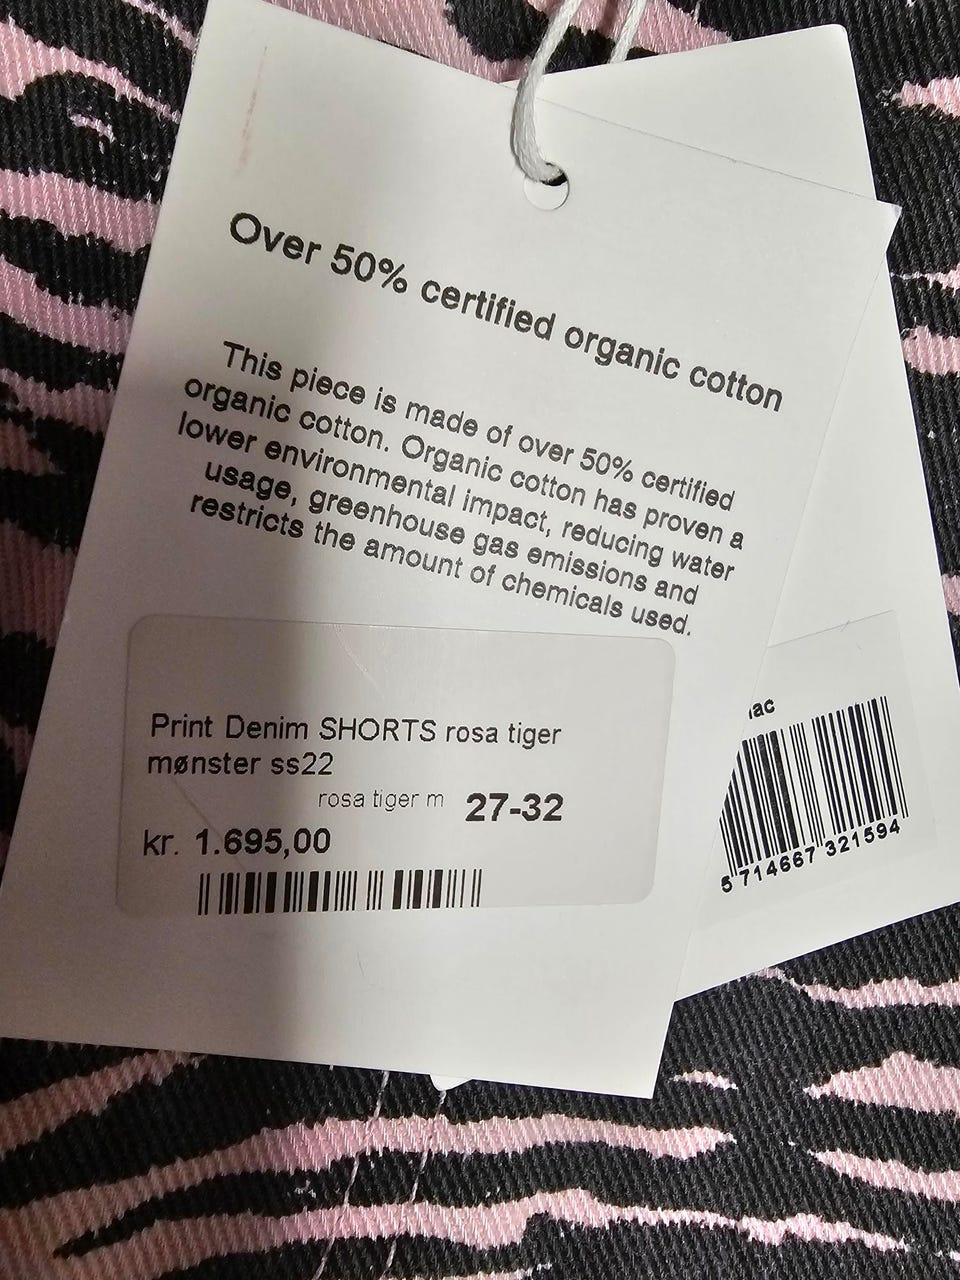 Over 50% certified organic cotton
This piece is made of over 50% certified
organic cotton. Organic cotton has proven a
lower environmental impact, reducing water
usage, greenhouse gas emissions and
restricts the amount of chemicals used.
Print Denim SHORTS rosa tiger
mønster ss22
rosa tiger m 27-32
kr. 1.695,00
5 714667 321594